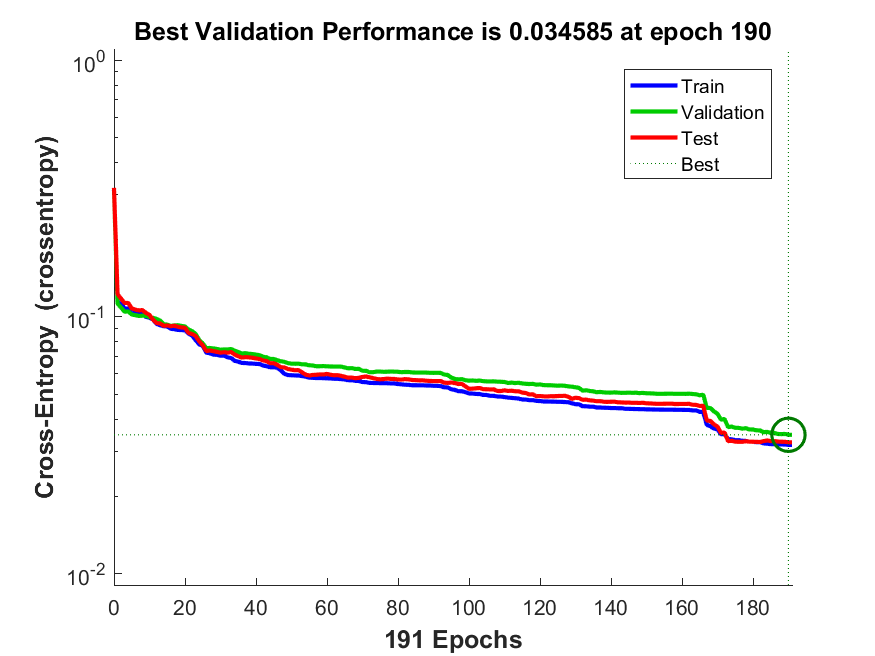 Best Validation Performance is 0.034585 at epoch 190
Cross-Entropy (crossentropy)
10^0
10^-1
10^-2
Train
Validation
Test
Best
0 20 40 60 80 100 120 140 160 180
191 Epochs